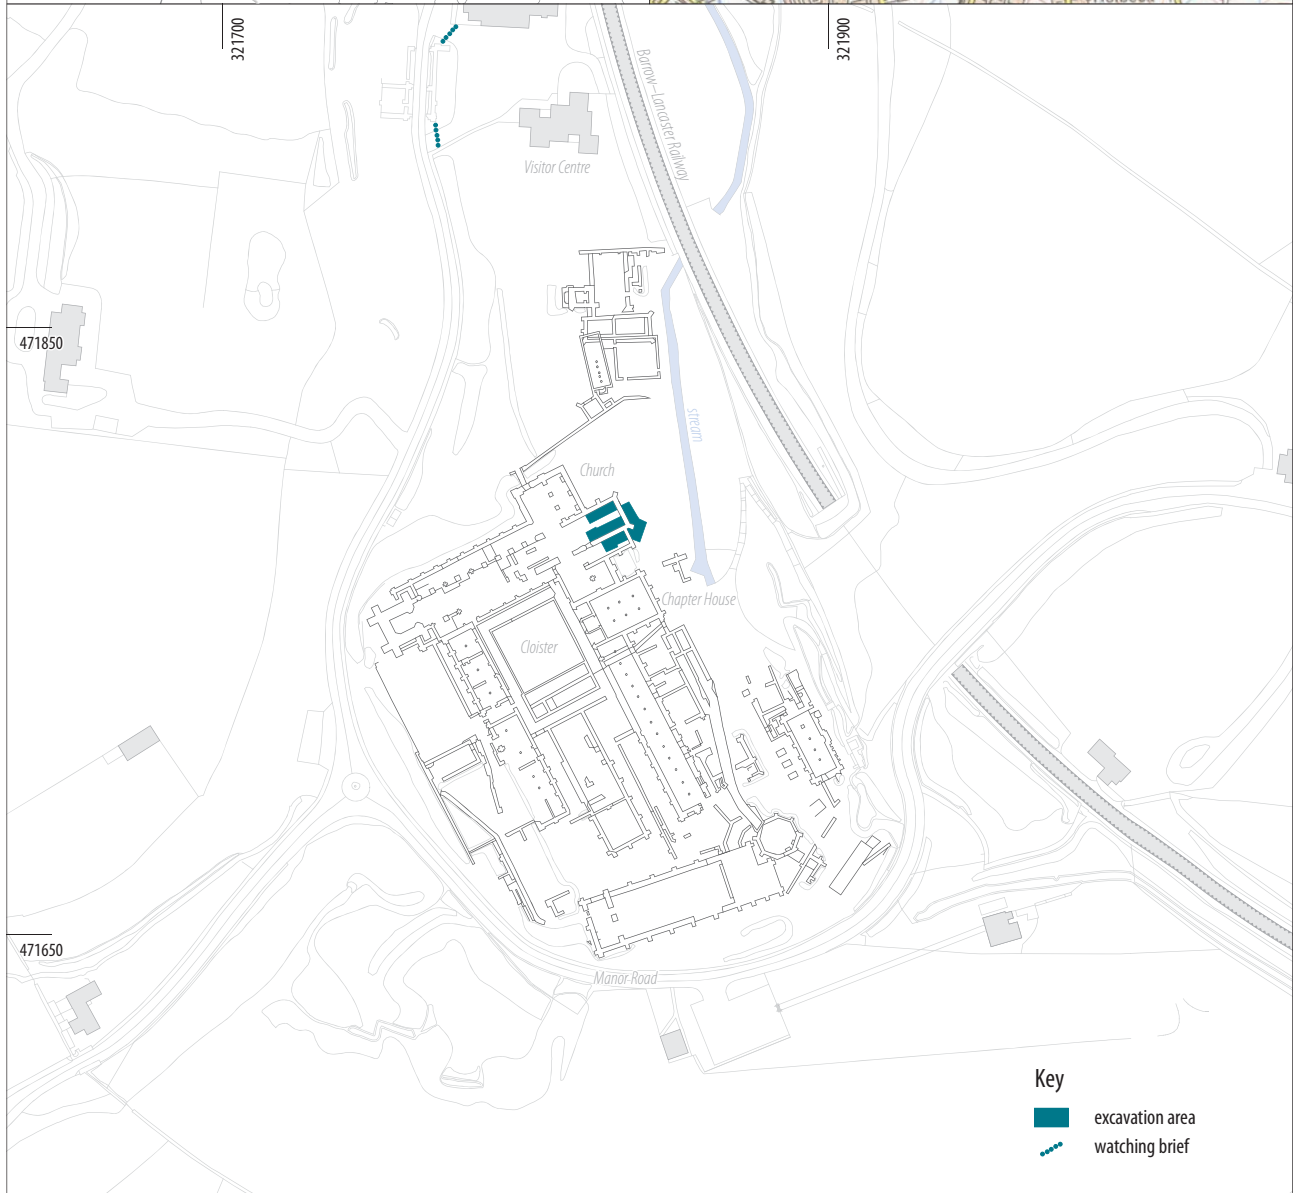 321700
321900
Barrow–Lancaster Railway
Visitor Centre
471850
stream
Church
Chapter House
Cloister
471650
Manor Road
Key
excavation area
watching brief